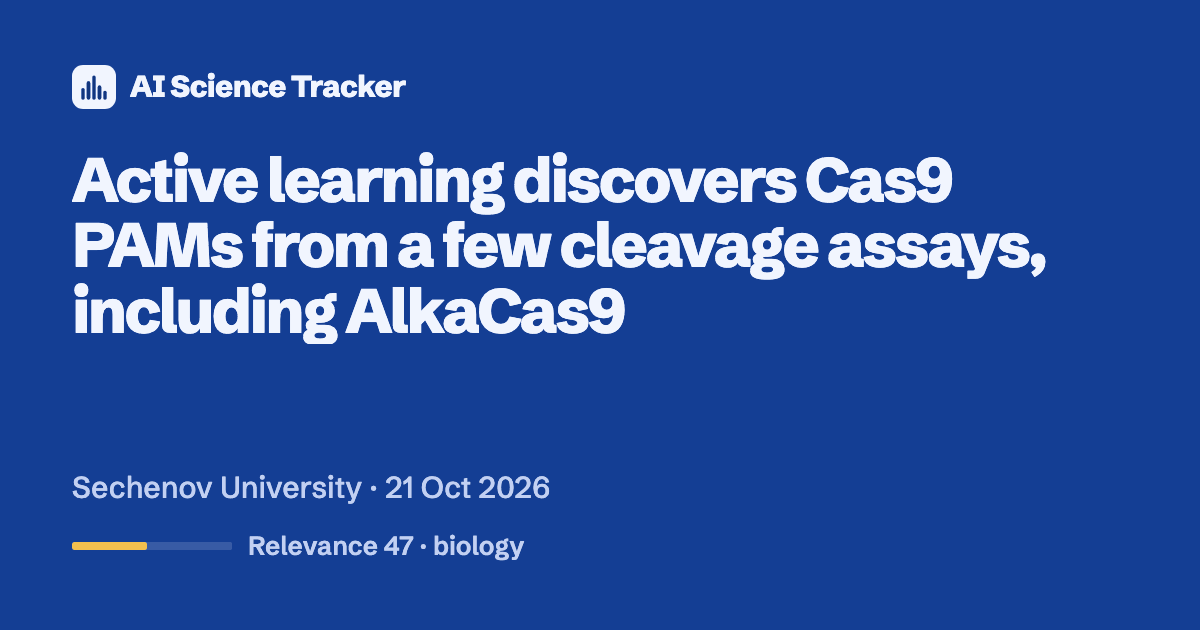 AI Science Tracker
Active learning discovers Cas9
PAMs from a few cleavage assays,
including AlkaCas9
Sechenov University · 21 Oct 2026
Relevance 47 · biology